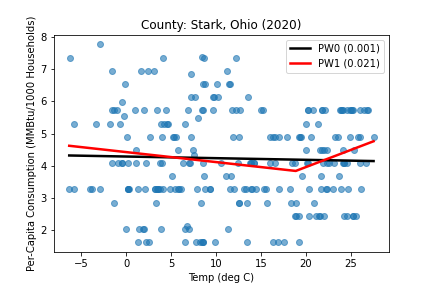 County: Stark, Ohio (2020)
PW0 (0.001)
PW1 (0.021)
Per-Capita Consumption (MMBtu/1000 Households)
8
7
6
5
4
3
2
−5
0
5
10
15
20
25
Temp (deg C)